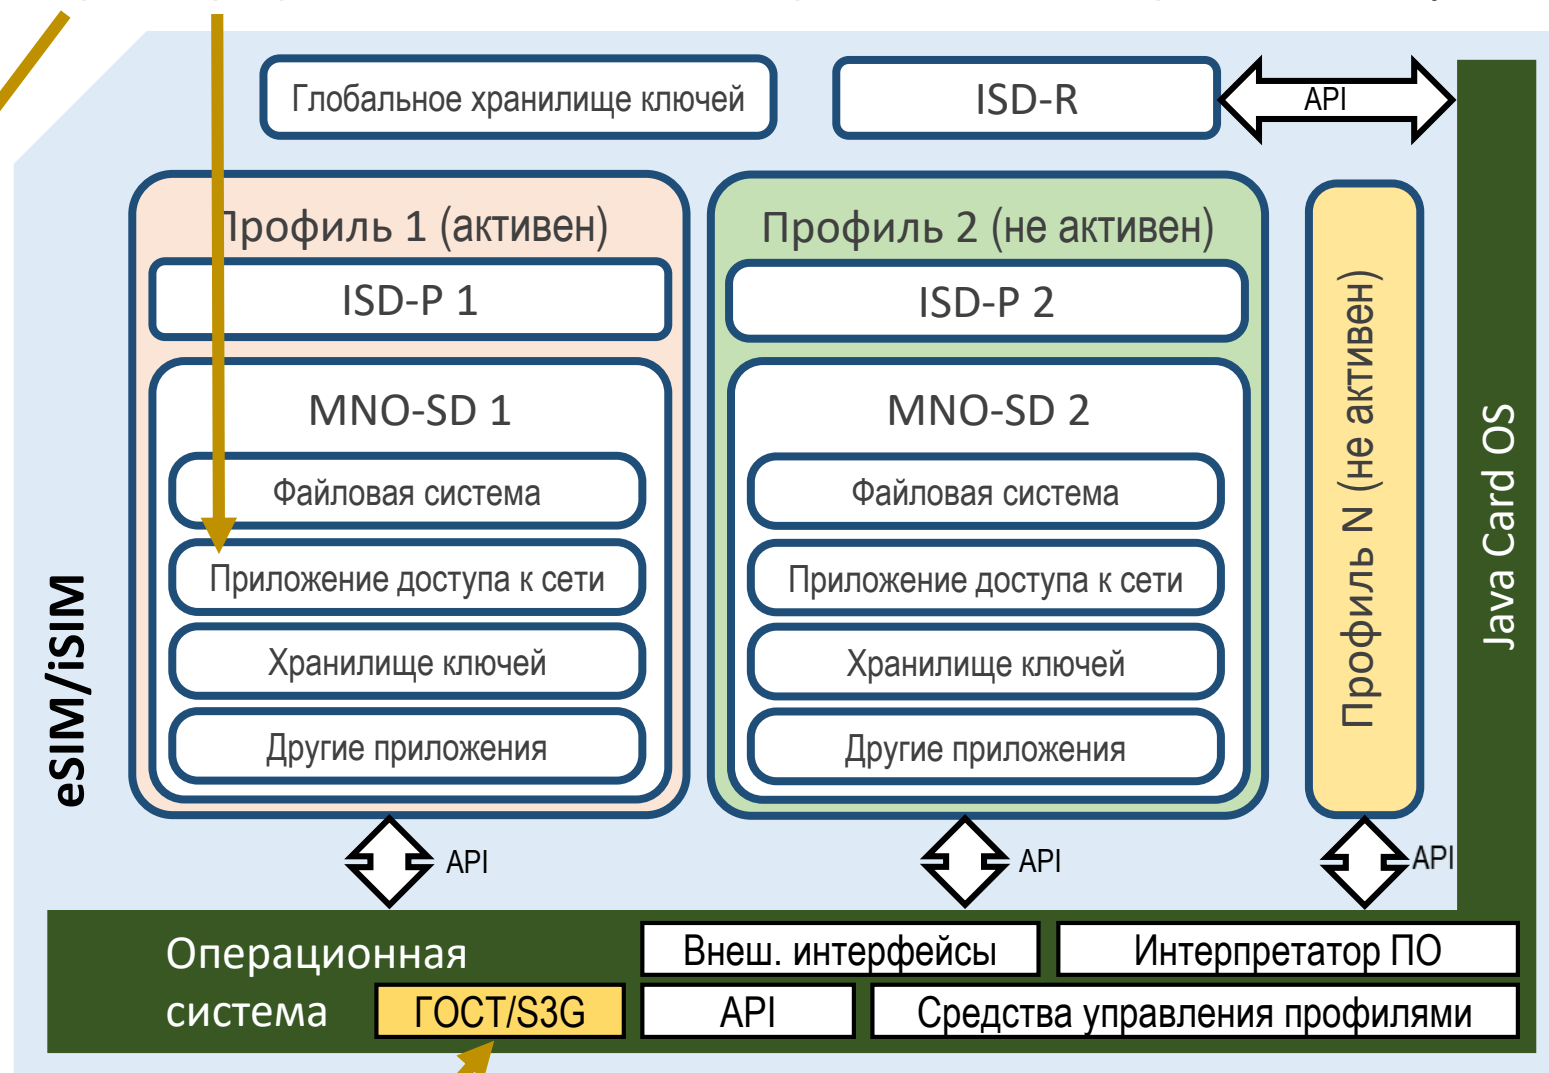 Глобальное хранилище ключей
ISD-R
API
Профиль 1 (активен)
ISD-P 1
MNO-SD 1
Файловая система
Приложение доступа к сети
Хранилище ключей
Другие приложения
Профиль 2 (не активен)
ISD-P 2
MNO-SD 2
Файловая система
Приложение доступа к сети
Хранилище ключей
Другие приложения
Профиль N (не активен)
Java Card OS
eSIM/iSIM
API
API
API
Операционная
система
Внеш. интерфейсы
Интерпретатор ПО
ГОСТ/S3G
API
Средства управления профилями